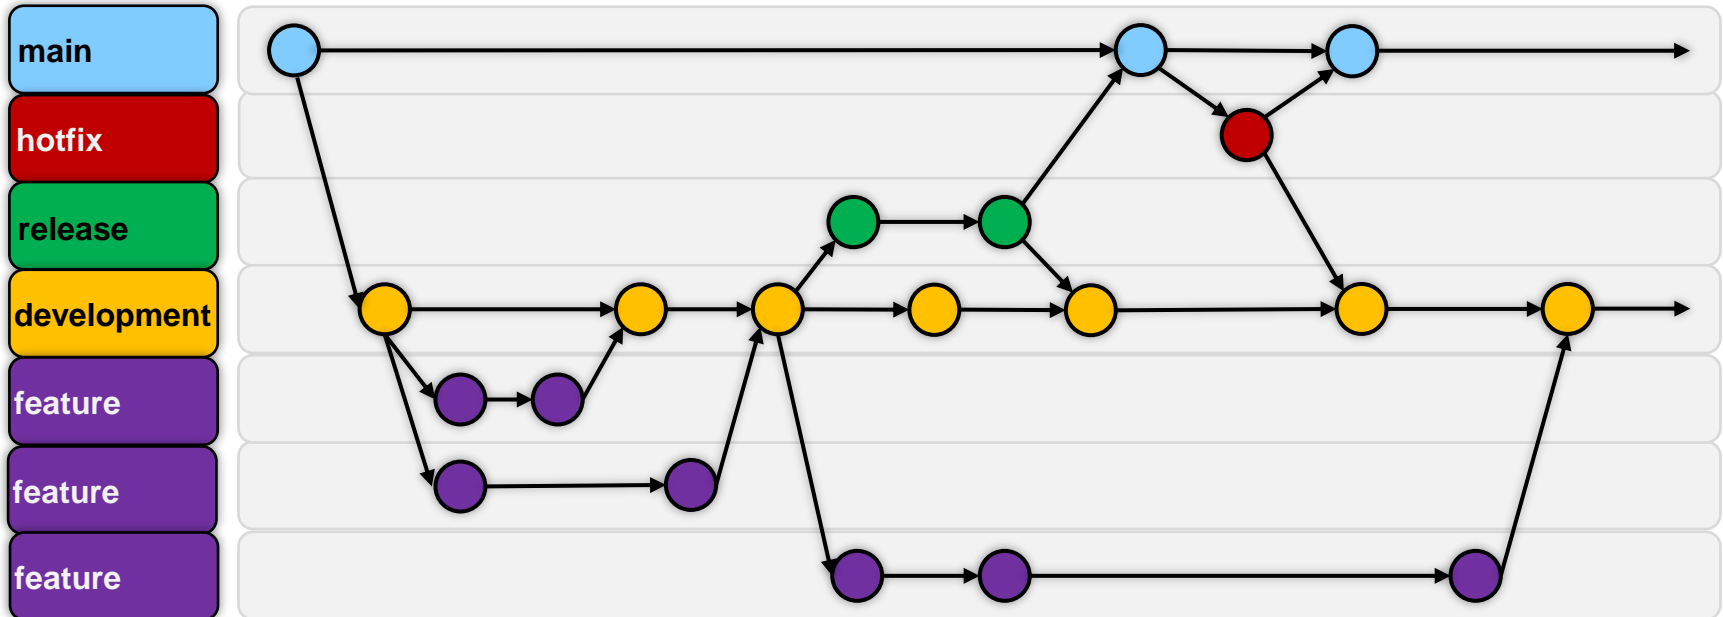 main
hotfix
release
development
feature
feature
feature